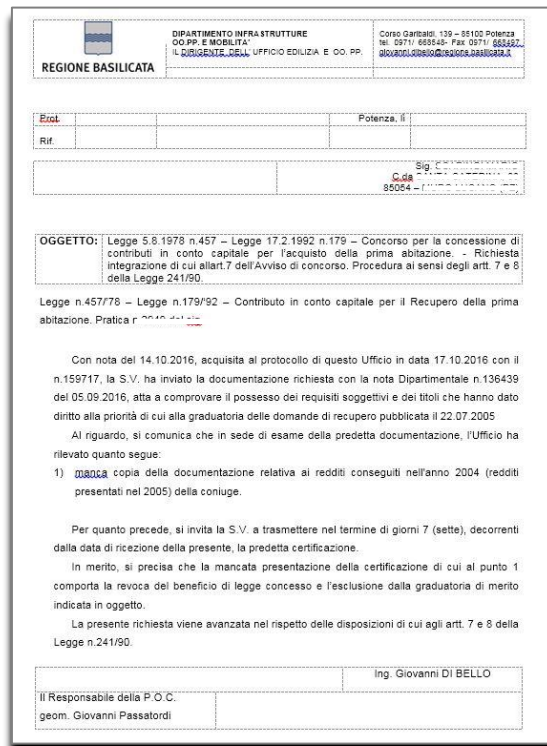 REGIONE BASILICATA
DIPARTIMENTO INFRASTRUTTURE
OO.PP. E MOBILITA'
IL DIRIGENTE DELL' UFFICIO EDILIZIA E OO. PP.
Corso Garibaldi, 139 – 85100 Potenza
tel. 0971/ 668548- Fax 0971/ 668497
giovanni.dibello@regione.basilicata.it
Prot. Potenza, lì
Rif.
Sig.
C.da
85054 –
OGGETTO: Legge 5.8.1978 n.457 – Legge 17.2.1992 n.179 – Concorso per la concessione di
contributi in conto capitale per l'acquisto della prima abitazione. - Richiesta
integrazione di cui allart.7 dell'Avviso di concorso. Procedura ai sensi degli artt. 7 e 8
della Legge 241/90.
Legge n.457/'78 – Legge n.179/'92 – Contributo in conto capitale per il Recupero della prima
abitazione. Pratica n
Con nota del 14.10.2016, acquisita al protocollo di questo Ufficio in data 17.10.2016 con il
n.159717, la S.V. ha inviato la documentazione richiesta con la nota Dipartimentale n.136439
del 05.09.2016, atta a comprovare il possesso dei requisiti soggettivi e dei titoli che hanno dato
diritto alla priorità di cui alla graduatoria delle domande di recupero pubblicata il 22.07.2005
Al riguardo, si comunica che in sede di esame della predetta documentazione, l'Ufficio ha
rilevato quanto segue:
1) manca copia della documentazione relativa ai redditi conseguiti nell'anno 2004 (redditi
presentati nel 2005) della coniuge.
Per quanto precede, si invita la S.V. a trasmettere nel termine di giorni 7 (sette), decorrenti
dalla data di ricezione della presente, la predetta certificazione.
In merito, si precisa che la mancata presentazione della certificazione di cui al punto 1
comporta la revoca del beneficio di legge concesso e l'esclusione dalla graduatoria di merito
indicata in oggetto.
La presente richiesta viene avanzata nel rispetto delle disposizioni di cui agli artt. 7 e 8 della
Legge n.241/90.
Ing. Giovanni DI BELLO
Il Responsabile della P.O.C.
geom. Giovanni Passatordi